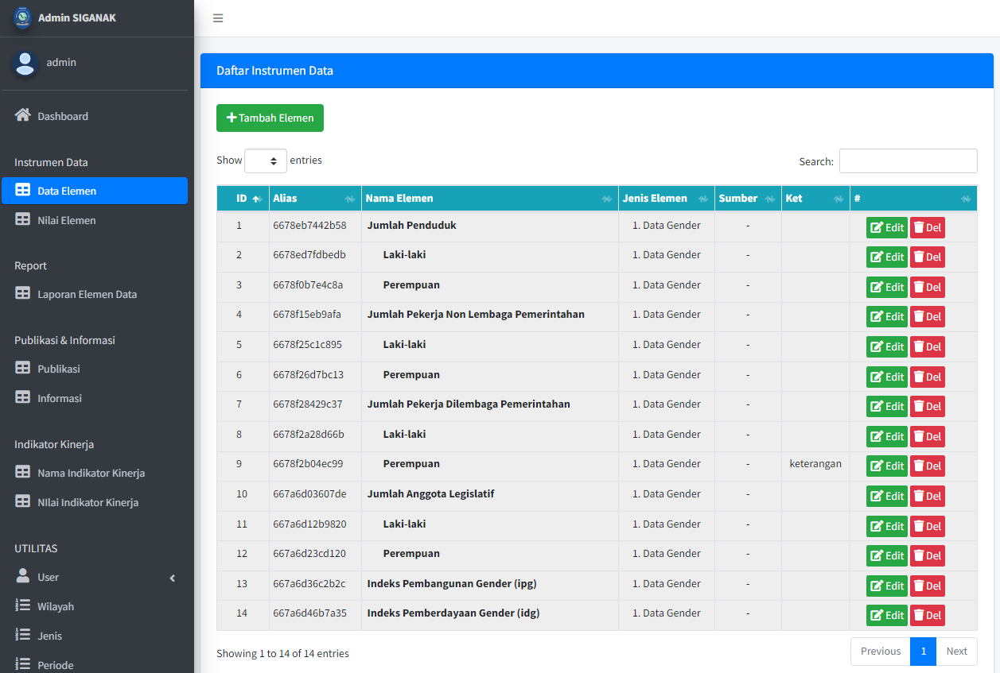 Admin SIGANAK
admin
Dashboard
Instrumen Data
Data Elemen
Nilai Elemen
Report
Laporan Elemen Data
Publikasi & Informasi
Publikasi
Informasi
Indikator Kinerja
Nama Indikator Kinerja
NIlai Indikator Kinerja
UTILITAS
User
Wilayah
Jenis
Periode
Daftar Instrumen Data
Tambah Elemen
Show entries
Search:
ID Alias Nama Elemen Jenis Elemen Sumber Ket #
1 6678eb7442b58 Jumlah Penduduk 1. Data Gender - Edit Del
2 6678ed7fdbedb Laki-laki 1. Data Gender - Edit Del
3 6678f0b7e4c8a Perempuan 1. Data Gender - Edit Del
4 6678f15eb9afa Jumlah Pekerja Non Lembaga Pemerintahan 1. Data Gender - Edit Del
5 6678f25c1c895 Laki-laki 1. Data Gender - Edit Del
6 6678f26d7bc13 Perempuan 1. Data Gender - Edit Del
7 6678f28429c37 Jumlah Pekerja Dilembaga Pemerintahan 1. Data Gender - Edit Del
8 6678f2a28d66b Laki-laki 1. Data Gender - Edit Del
9 6678f2b04ec99 Perempuan 1. Data Gender - keterangan Edit Del
10 667a6d03607de Jumlah Anggota Legislatif 1. Data Gender - Edit Del
11 667a6d12b9820 Laki-laki 1. Data Gender - Edit Del
12 667a6d23cd120 Perempuan 1. Data Gender - Edit Del
13 667a6d36c2b2c Indeks Pembangunan Gender (ipg) 1. Data Gender - Edit Del
14 667a6d46b7a35 Indeks Pemberdayaan Gender (idg) 1. Data Gender - Edit Del
Showing 1 to 14 of 14 entries
Previous 1 Next